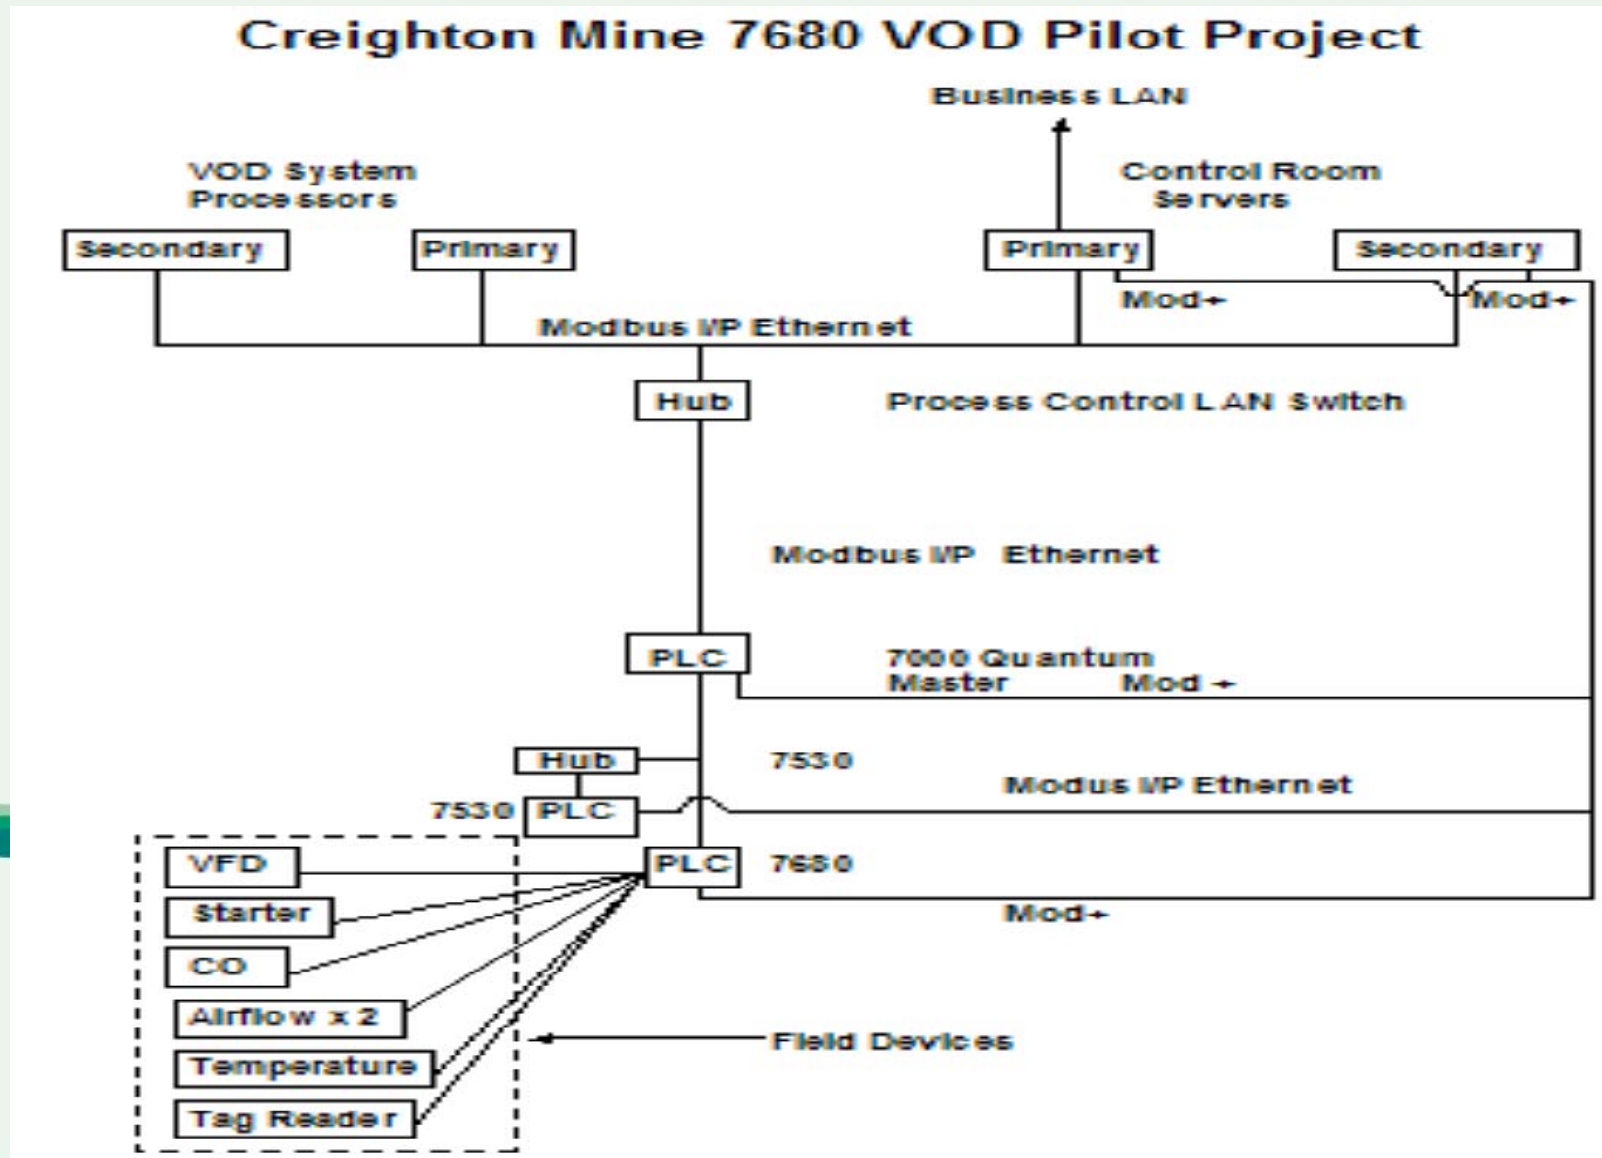 Creighton Mine 7680 VOD Pilot Project
Business LAN
VOD System
Processors
Control Room
Servers
Secondary
Primary
Primary
Secondary
Mod+
Mod+
Modbus I/P Ethernet
Hub
Process Control LAN Switch
Modbus I/P Ethernet
PLC
7000 Quantum
Master
Mod +
Hub
7530
Modus I/P Ethernet
7530
PLC
VFD
PLC
7680
Starter
Mod+
CO
Airflow x 2
Field Devices
Temperature
Tag Reader